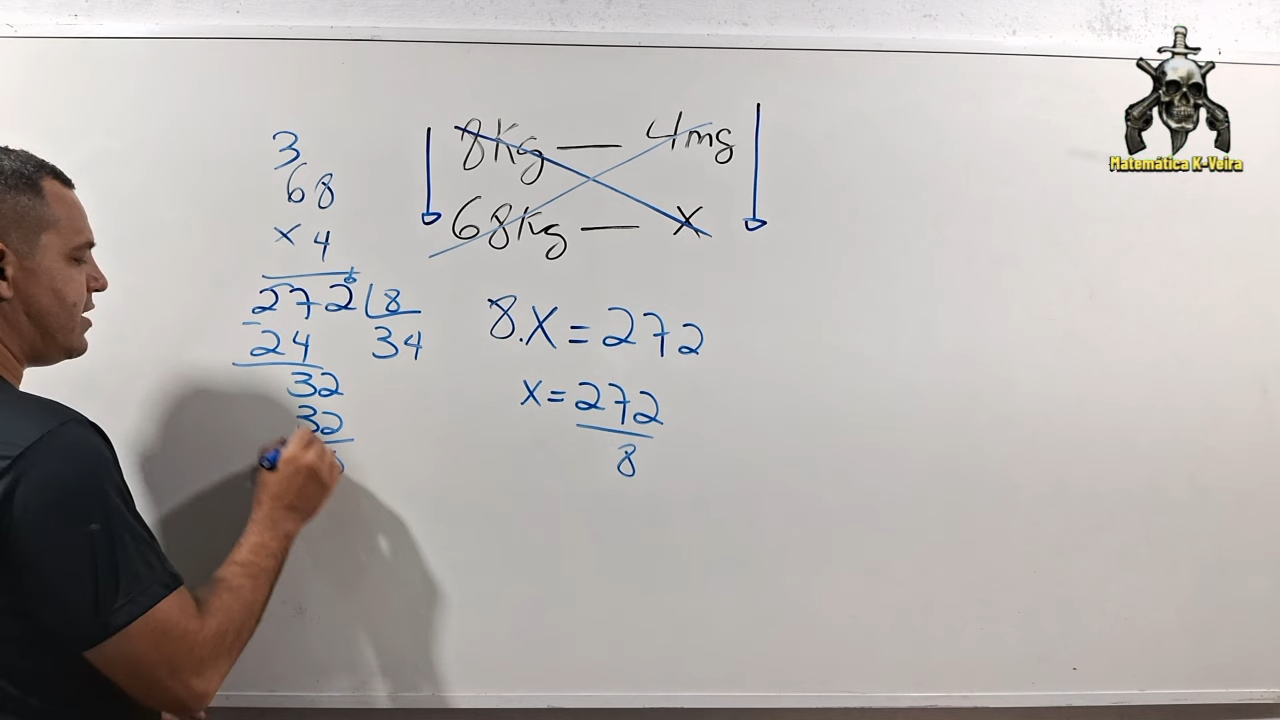 3
68
x 4
272 8
24 34
32
32
8Kg — 4mg
68Kg — x
8.X = 272
x = 272
8
Matemática K-Veira